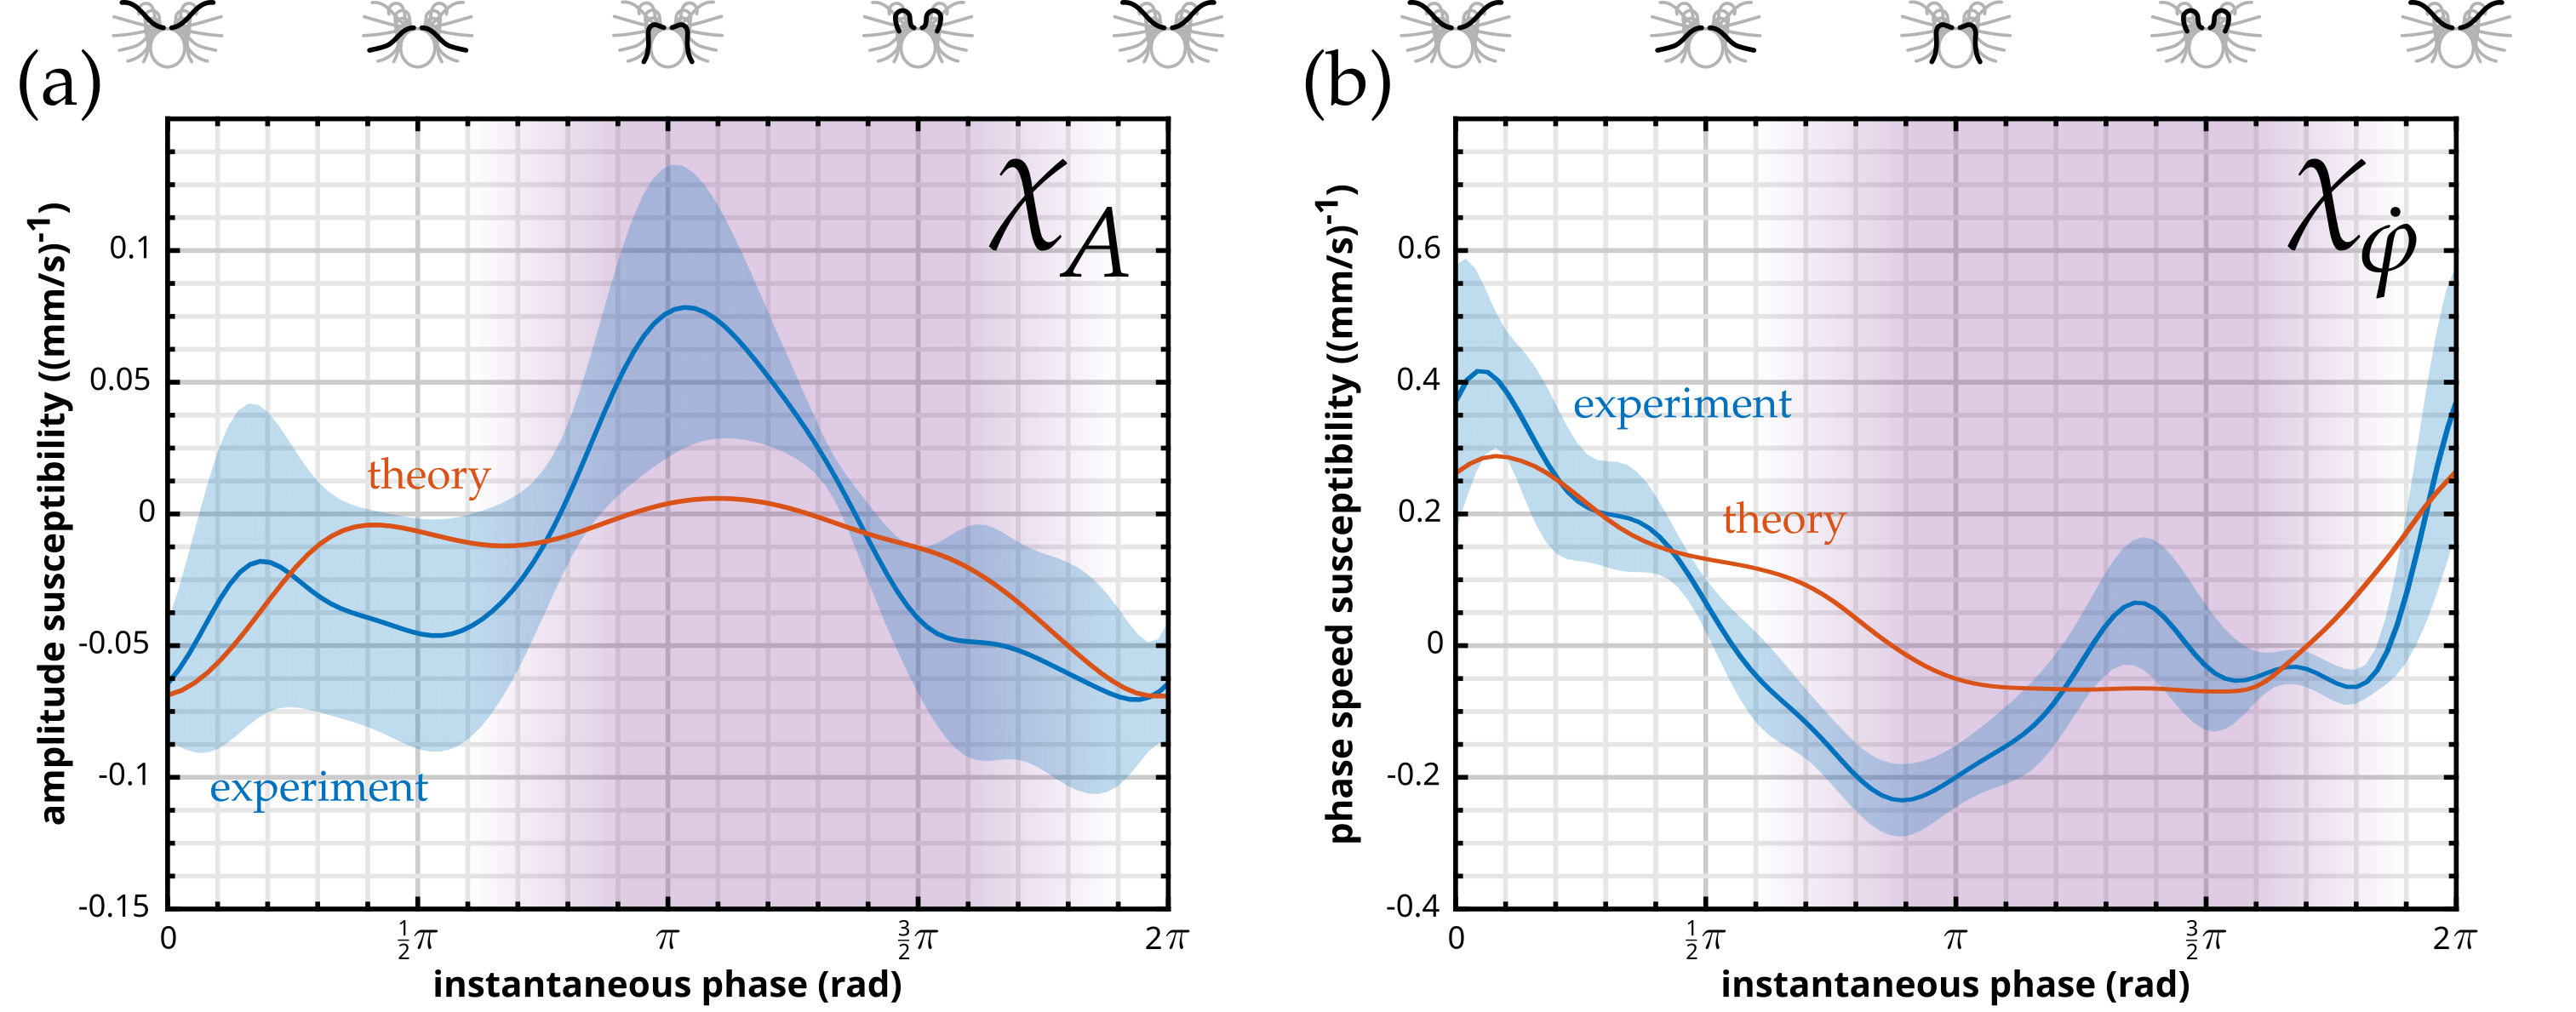 (a)
χ_A
0.1
0.05
0
-0.05
-0.1
-0.15
theory
experiment
0
½π
π
3/2π
2π
instantaneous phase (rad)
amplitude susceptibility ((mm/s)⁻¹)
(b)
χ_φ̇
0.6
0.4
0.2
0
-0.2
-0.4
experiment
theory
0
½π
π
3/2π
2π
instantaneous phase (rad)
phase speed susceptibility ((mm/s)⁻¹)